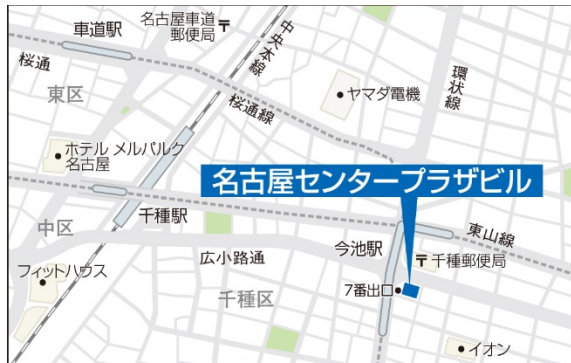 車道駅
名古屋車道
郵便局
中央本線
桜通
東区
桜通線
ヤマダ電機
環状線
ホテル メルパルク
名古屋
名古屋センタープラザビル
千種駅
中区
広小路通
今池駅
東山線
千種郵便局
フィットハウス
千種区
7番出口
イオン